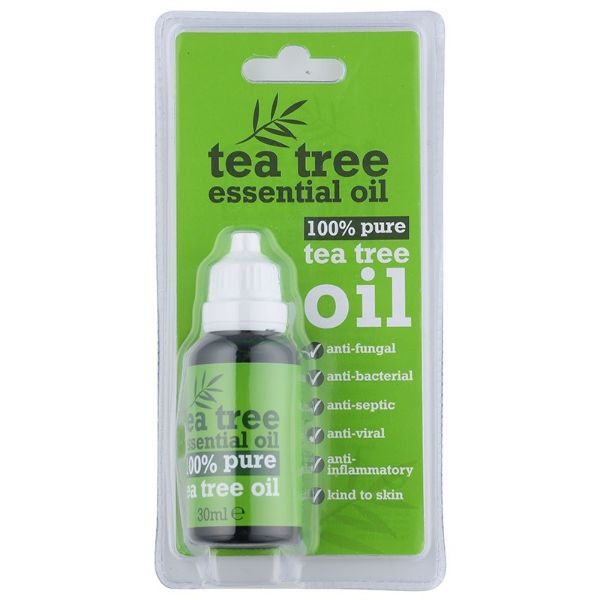 tea tree
essential oil
100% pure
tea tree
oil
anti-fungal
anti-bacterial
anti-septic
anti-viral
anti-
inflammatory
kind to skin
tea tree
essential oil
100% pure
tea tree oil
30ml ℮